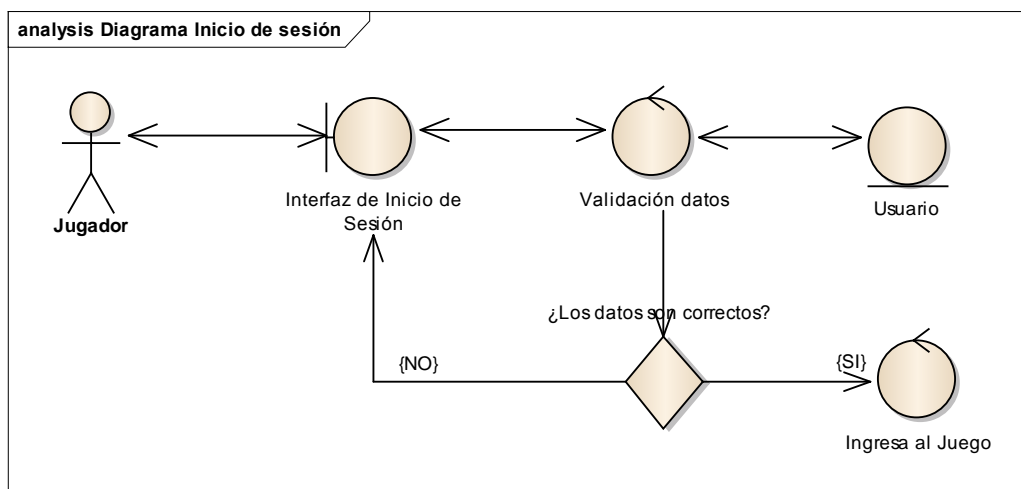 analysis Diagrama Inicio de sesión
Jugador
Interfaz de Inicio de
Sesión
Validación datos
Usuario
¿Los datos son correctos?
{NO}
{SI}
Ingresa al Juego